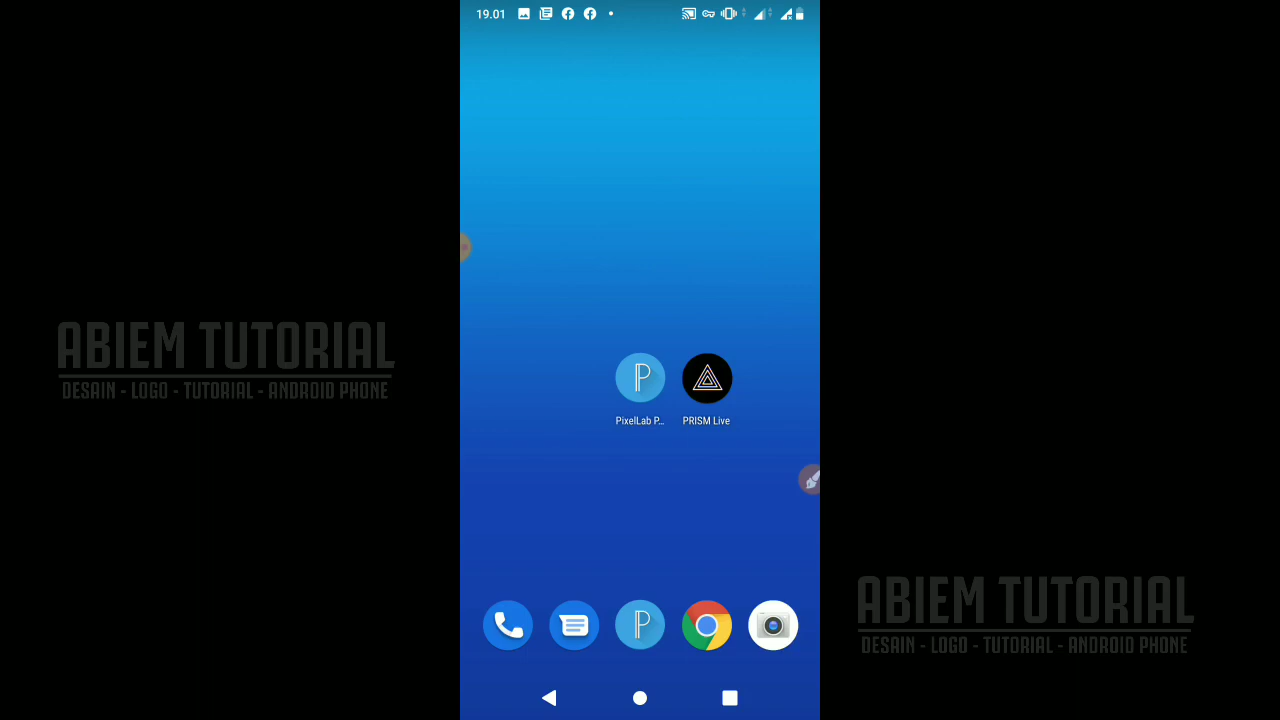 19.01
ABIEM TUTORIAL
DESAIN - LOGO - TUTORIAL - ANDROID PHONE
PixelLab P...
PRISM Live
ABIEM TUTORIAL
DESAIN - LOGO - TUTORIAL - ANDROID PHONE